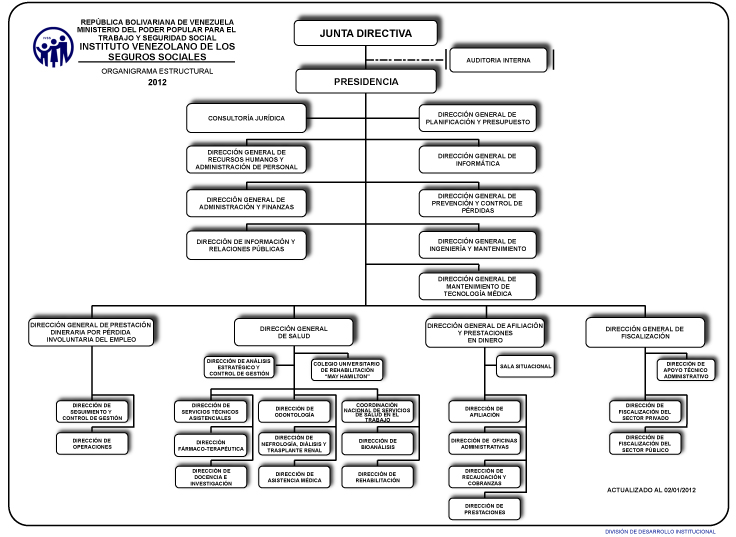 REPÚBLICA BOLIVARIANA DE VENEZUELA
MINISTERIO DEL PODER POPULAR PARA EL
TRABAJO Y SEGURIDAD SOCIAL
INSTITUTO VENEZOLANO DE LOS
SEGUROS SOCIALES
ORGANIGRAMA ESTRUCTURAL
2012
JUNTA DIRECTIVA
AUDITORIA INTERNA
PRESIDENCIA
CONSULTORÍA JURÍDICA
DIRECCIÓN GENERAL DE
PLANIFICACIÓN Y PRESUPUESTO
DIRECCIÓN GENERAL DE
RECURSOS HUMANOS Y
ADMINISTRACIÓN DE PERSONAL
DIRECCIÓN GENERAL DE
INFORMÁTICA
DIRECCIÓN GENERAL DE
ADMINISTRACIÓN Y FINANZAS
DIRECCIÓN GENERAL DE
PREVENCIÓN Y CONTROL DE
PÉRDIDAS
DIRECCIÓN DE INFORMACIÓN Y
RELACIONES PÚBLICAS
DIRECCIÓN GENERAL DE
INGENIERÍA Y MANTENIMIENTO
DIRECCIÓN GENERAL DE
MANTENIMIENTO DE
TECNOLOGÍA MÉDICA
DIRECCIÓN GENERAL DE PRESTACIÓN
DINERARIA POR PÉRDIDA
INVOLUNTARIA DEL EMPLEO
DIRECCIÓN GENERAL
DE SALUD
DIRECCIÓN GENERAL DE AFILIACIÓN
Y PRESTACIONES
EN DINERO
DIRECCIÓN GENERAL DE
FISCALIZACIÓN
DIRECCIÓN DE ANÁLISIS
ESTRATÉGICO Y
CONTROL DE GESTIÓN
COLEGIO UNIVERSITARIO
DE REHABILITACIÓN
"MAY HAMILTON"
SALA SITUACIONAL
DIRECCIÓN DE
APOYO TÉCNICO
ADMINISTRATIVO
DIRECCIÓN DE
SEGUIMIENTO Y
CONTROL DE GESTIÓN
DIRECCIÓN DE
OPERACIONES
DIRECCIÓN DE
SERVICIOS TÉCNICOS
ASISTENCIALES
DIRECCIÓN
FÁRMACO-TERAPÉUTICA
DIRECCIÓN DE
DOCENCIA E
INVESTIGACIÓN
DIRECCIÓN DE
ODONTOLOGÍA
DIRECCIÓN DE
NEFROLOGÍA, DIÁLISIS Y
TRASPLANTE RENAL
DIRECCIÓN DE
ASISTENCIA MÉDICA
COORDINACIÓN
NACIONAL DE SERVICIOS
DE SALUD EN EL
TRABAJO
DIRECCIÓN DE
BIOANÁLISIS
DIRECCIÓN DE
REHABILITACIÓN
DIRECCIÓN DE
AFILIACIÓN
DIRECCIÓN DE OFICINAS
ADMINISTRATIVAS
DIRECCIÓN DE
RECAUDACIÓN Y
COBRANZAS
DIRECCIÓN DE
PRESTACIONES
DIRECCIÓN DE
FISCALIZACIÓN DEL
SECTOR PRIVADO
DIRECCIÓN DE
FISCALIZACIÓN DEL
SECTOR PÚBLICO
ACTUALIZADO AL 02/01/2012
DIVISIÓN DE DESARROLLO INSTITUCIONAL